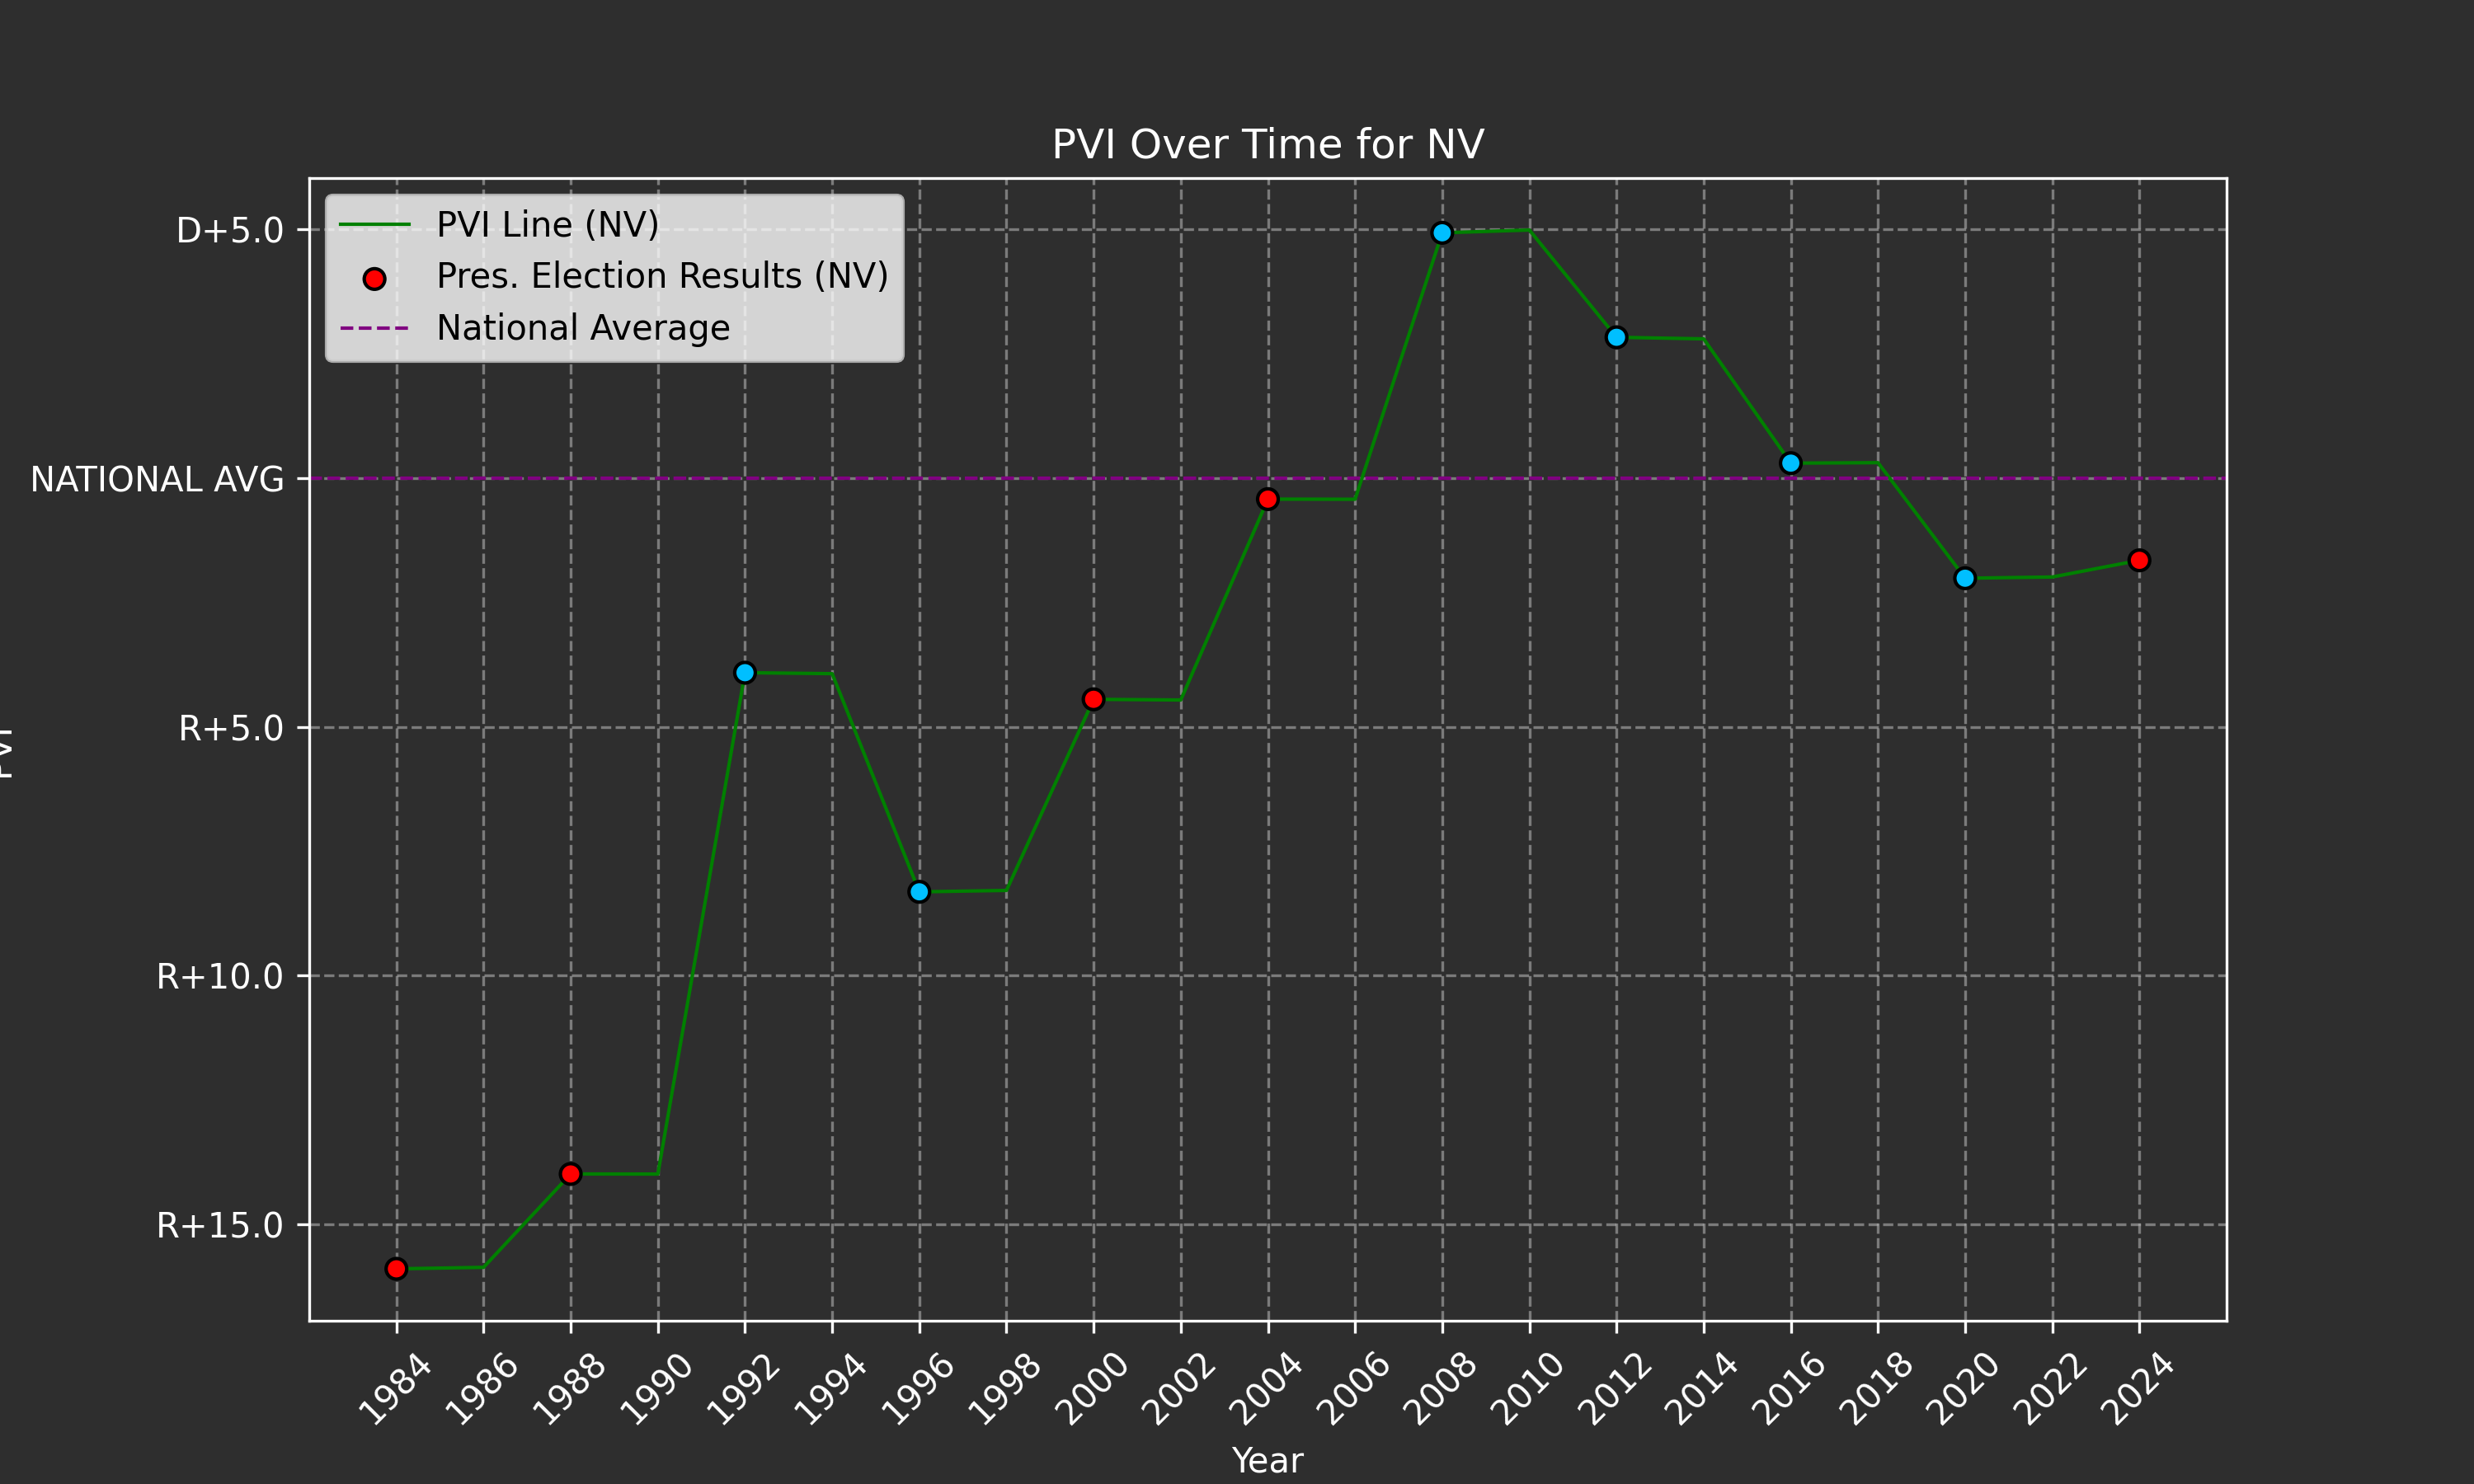 PVI Over Time for NV
PVI Line (NV)
Pres. Election Results (NV)
National Average
D+5.0
NATIONAL AVG
R+5.0
R+10.0
R+15.0
PVI
1984
1986
1988
1990
1992
1994
1996
1998
2000
2002
2004
2006
2008
2010
2012
2014
2016
2018
2020
2022
2024
Year